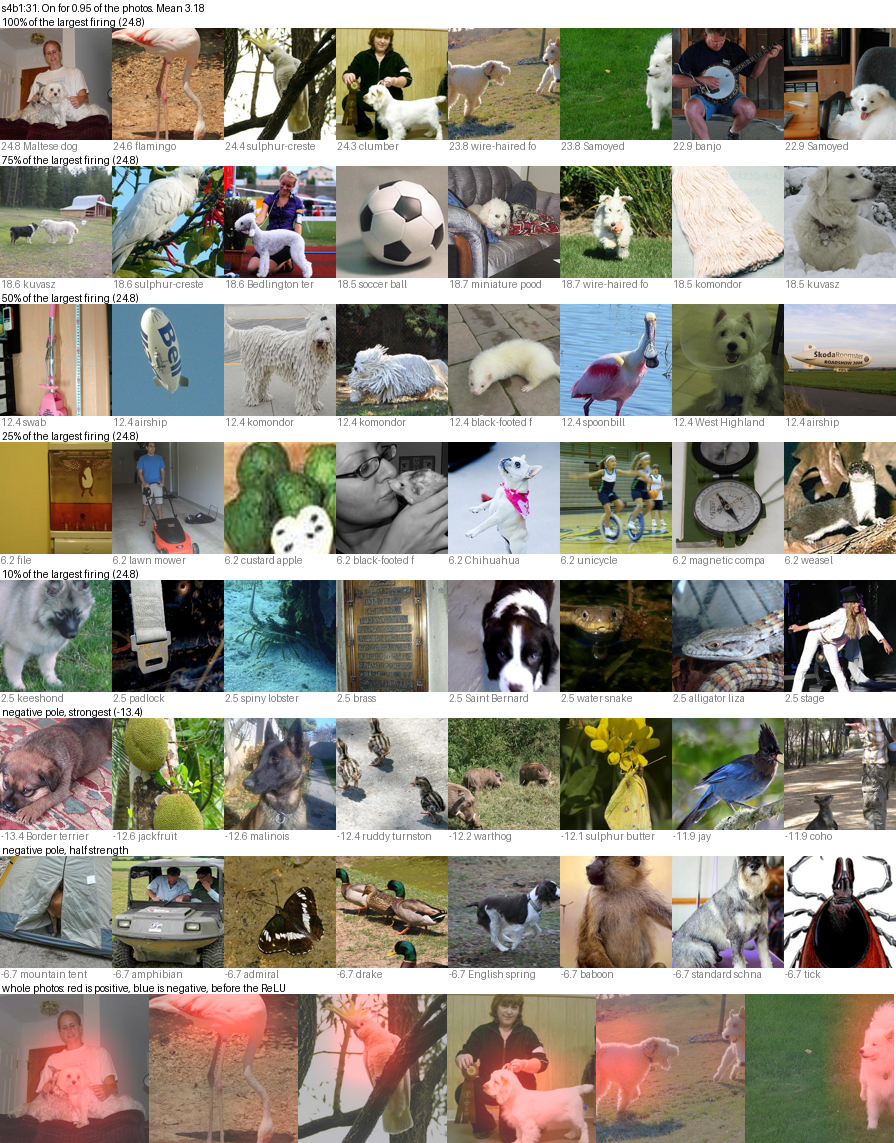 s4b1:31. On for 0.95 of the photos. Mean 3.18
100% of the largest firing (24.8)
24.8 Maltese dog
24.6 flamingo
24.4 sulphur-creste
24.3 clumber
23.8 wire-haired fo
23.8 Samoyed
22.9 banjo
22.9 Samoyed
75% of the largest firing (24.8)
18.6 kuvasz
18.6 sulphur-creste
18.6 Bedlington ter
18.5 soccer ball
18.7 miniature pood
18.7 wire-haired fo
18.5 komondor
18.5 kuvasz
50% of the largest firing (24.8)
Bell
Skoda Roomster
ROADSHOW 2006
12.4 swab
12.4 airship
12.4 komondor
12.4 komondor
12.4 black-footed f
12.4 spoonbill
12.4 West Highland
12.4 airship
25% of the largest firing (24.8)
6.2 file
6.2 lawn mower
6.2 custard apple
6.2 black-footed f
6.2 Chihuahua
6.2 unicycle
6.2 magnetic compa
6.2 weasel
10% of the largest firing (24.8)
2.5 keeshond
2.5 padlock
2.5 spiny lobster
2.5 brass
2.5 Saint Bernard
2.5 water snake
2.5 alligator liza
2.5 stage
negative pole, strongest (-13.4)
-13.4 Border terrier
-12.6 jackfruit
-12.6 malinois
-12.4 ruddy turnston
-12.2 warthog
-12.1 sulphur butter
-11.9 jay
-11.9 coho
negative pole, half strength
-6.7 mountain tent
-6.7 amphibian
-6.7 admiral
-6.7 drake
-6.7 English spring
-6.7 baboon
-6.7 standard schna
-6.7 tick
whole photos: red is positive, blue is negative, before the ReLU